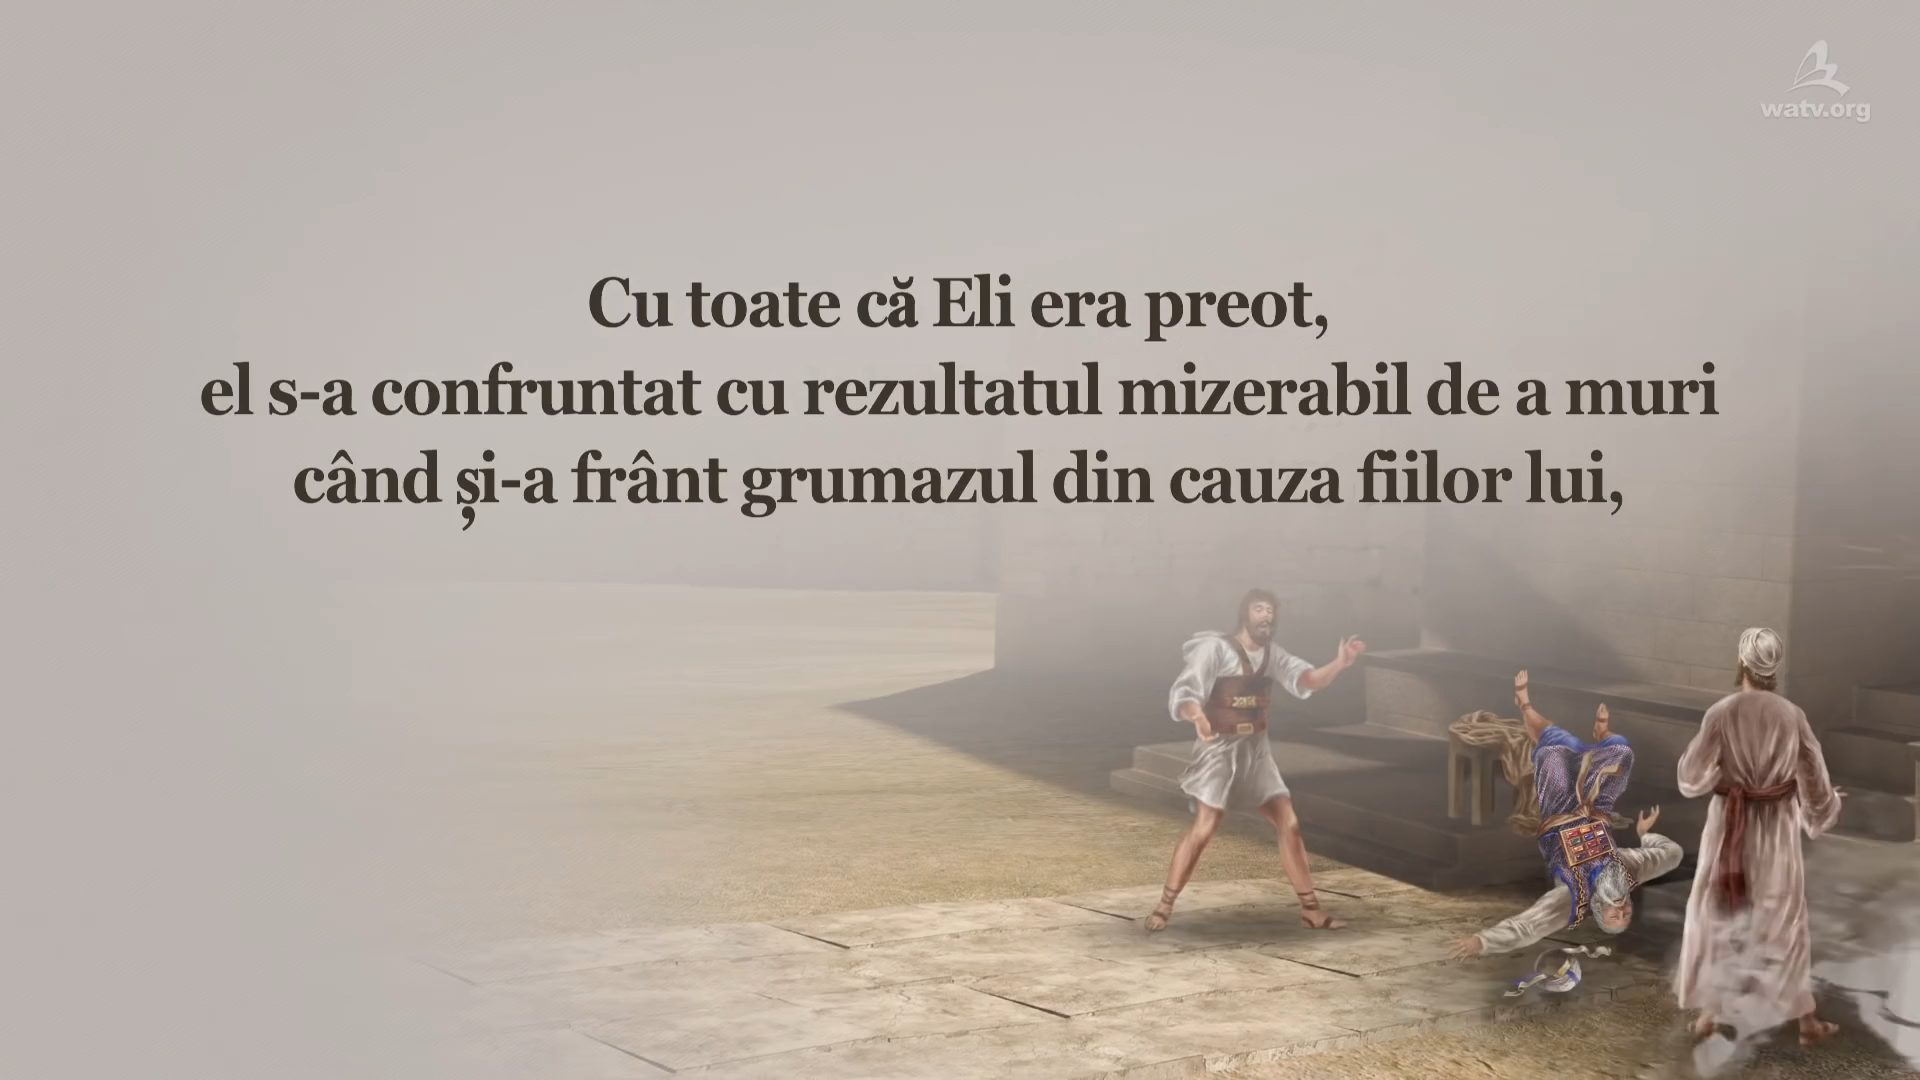 watv.org
Cu toate că Eli era preot,
el s-a confruntat cu rezultatul mizerabil de a muri
când și-a frânt grumazul din cauza fiilor lui,